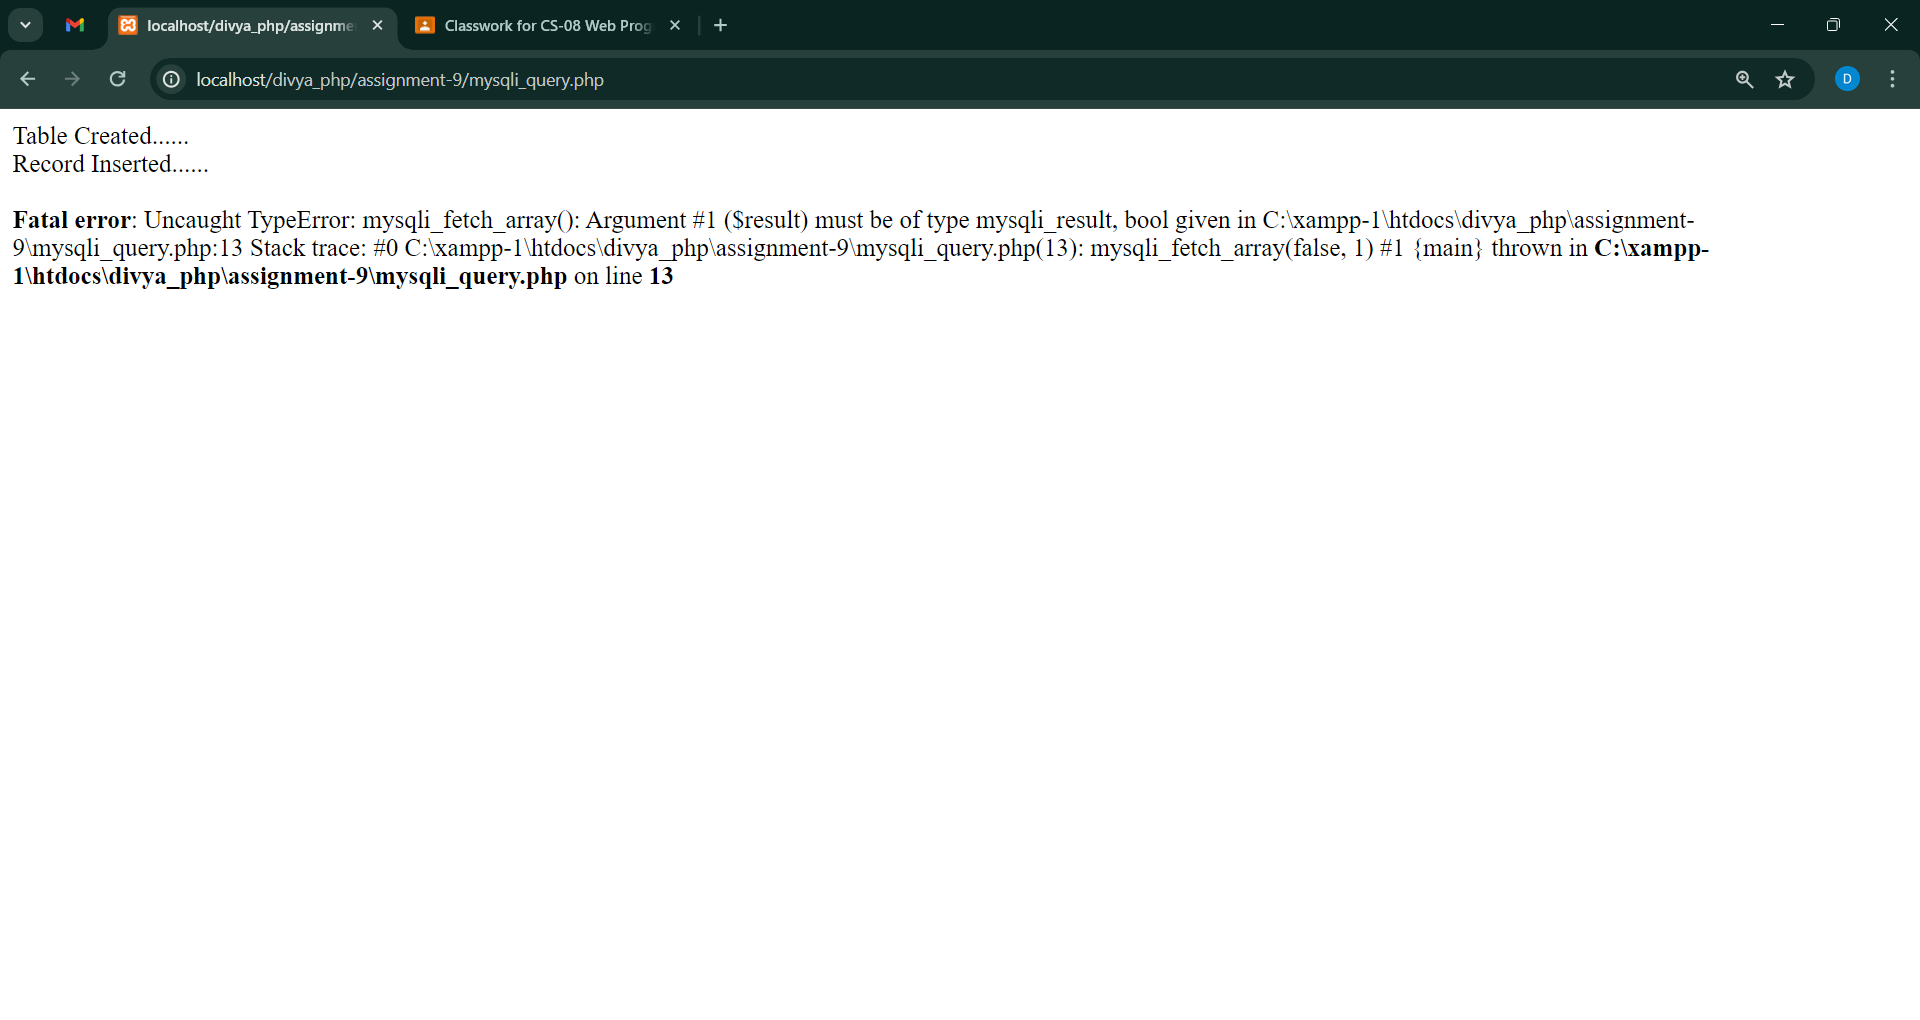 localhost/divya_php/assignme
Classwork for CS-08 Web Prog
localhost/divya_php/assignment-9/mysqli_query.php
D
Table Created......
Record Inserted......
Fatal error: Uncaught TypeError: mysqli_fetch_array(): Argument #1 ($result) must be of type mysqli_result, bool given in C:\xampp-1\htdocs\divya_php\assignment-
9\mysqli_query.php:13 Stack trace: #0 C:\xampp-1\htdocs\divya_php\assignment-9\mysqli_query.php(13): mysqli_fetch_array(false, 1) #1 {main} thrown in C:\xampp-
1\htdocs\divya_php\assignment-9\mysqli_query.php on line 13